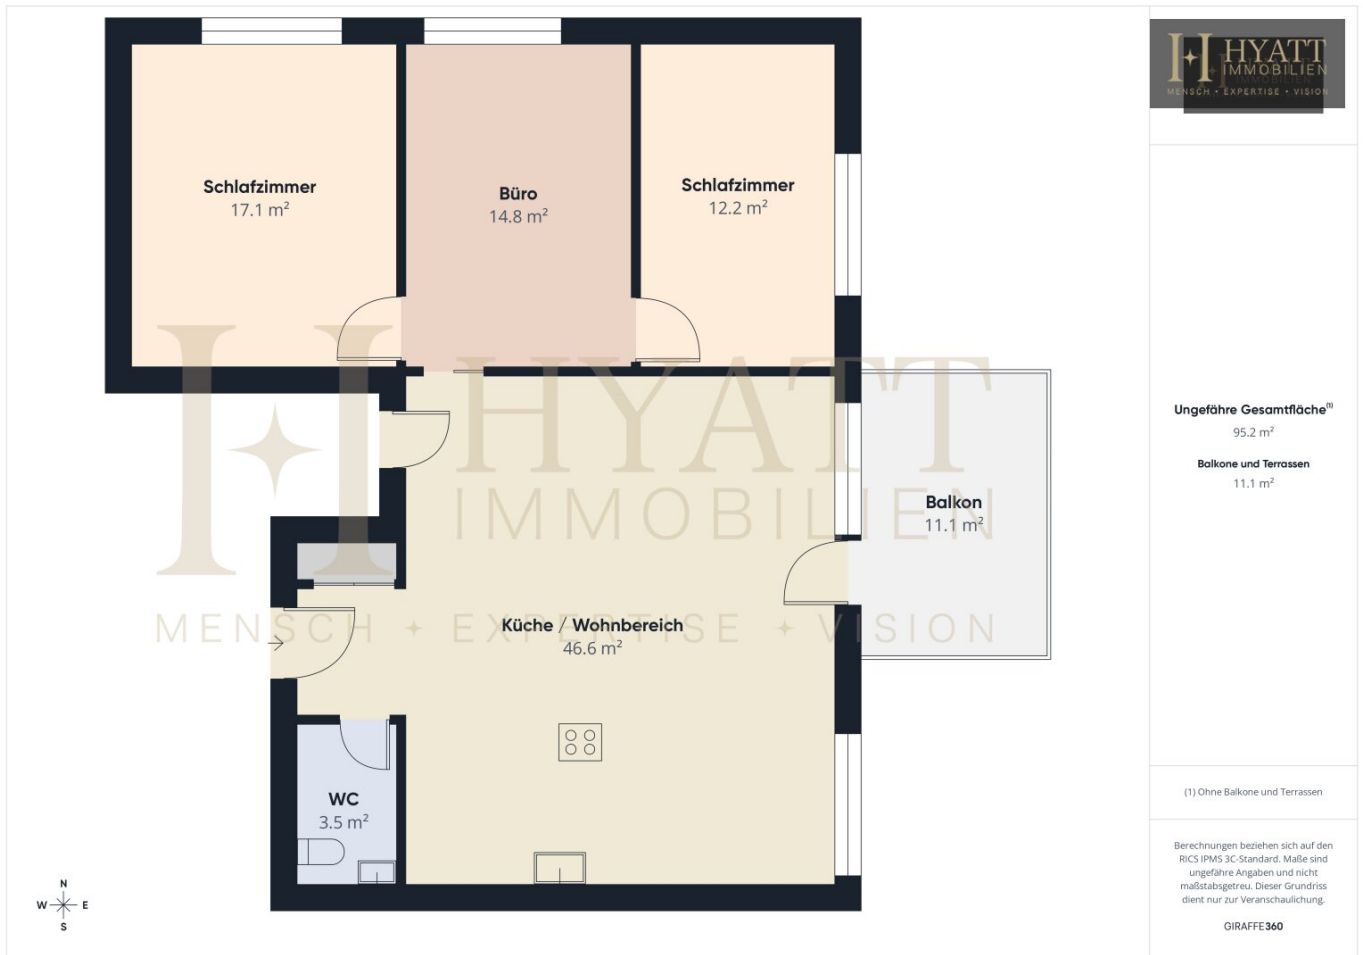 HYATT
IMMOBILIEN
MENSCH • EXPERTISE • VISION
Schlafzimmer
17.1 m²
Büro
14.8 m²
Schlafzimmer
12.2 m²
HYATT
IMMOBILIEN
MENSCH ✦ EXPERTISE ✦ VISION
Balkon
11.1 m²
Küche / Wohnbereich
46.6 m²
WC
3.5 m²
N
W E
S
Ungefähre Gesamtfläche⁽¹⁾
95.2 m²
Balkone und Terrassen
11.1 m²
(1) Ohne Balkone und Terrassen
Berechnungen beziehen sich auf den
RICS IPMS 3C-Standard. Maße sind
ungefähre Angaben und nicht
maßstabsgetreu. Dieser Grundriss
dient nur zur Veranschaulichung.
GIRAFFE360